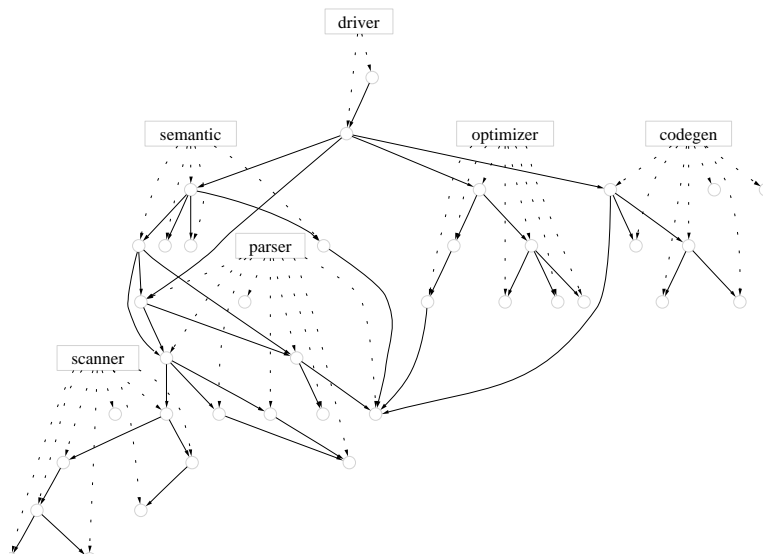 driver
semantic
optimizer
codegen
parser
scanner